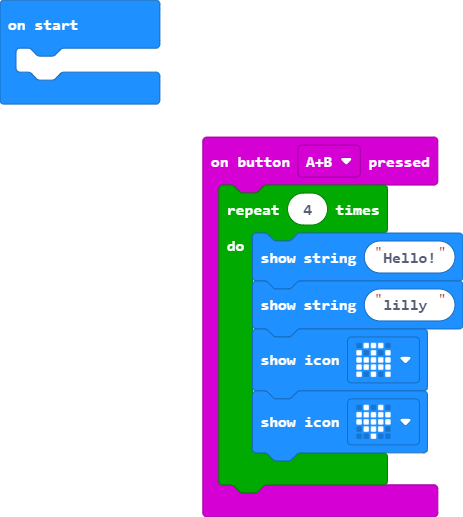 on start
on button A+B pressed
repeat 4 times
do
show string "Hello!"
show string "lilly "
show icon
show icon